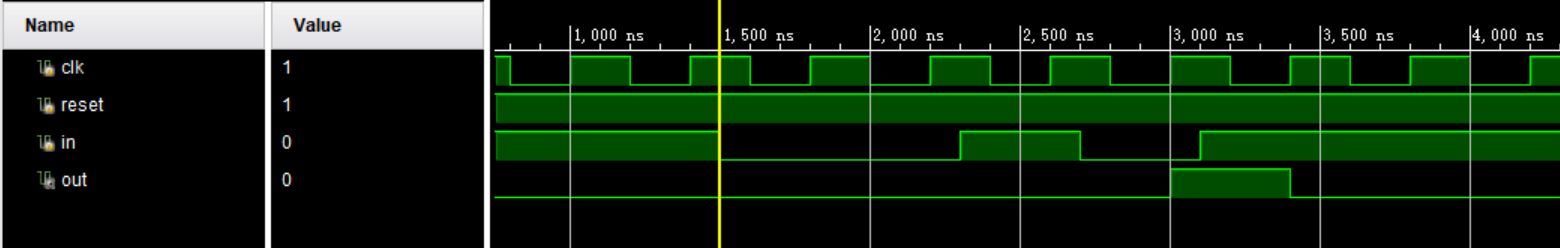 Name Value
1,000 ns 1,500 ns 2,000 ns 2,500 ns 3,000 ns 3,500 ns 4,000 ns
clk 1
reset 1
in 0
out 0